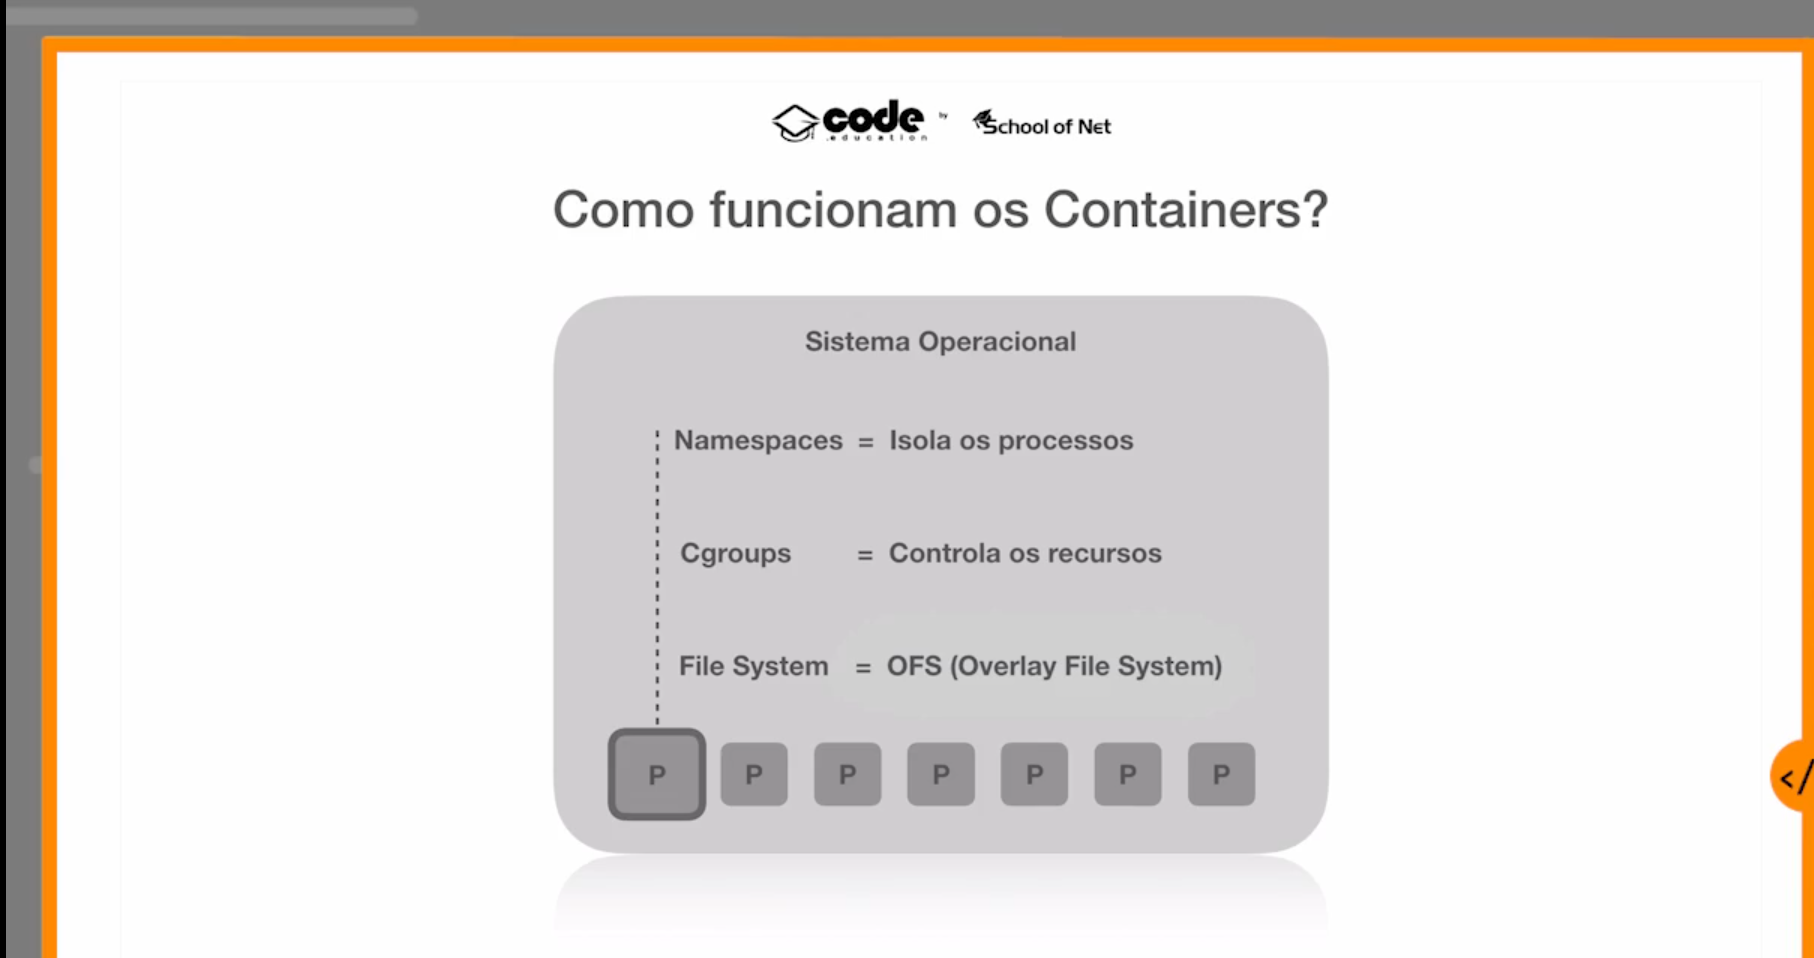 code by School of Net
.education
Como funcionam os Containers?
Sistema Operacional
Namespaces = Isola os processos
Cgroups = Controla os recursos
File System = OFS (Overlay File System)
P P P P P P P
<//